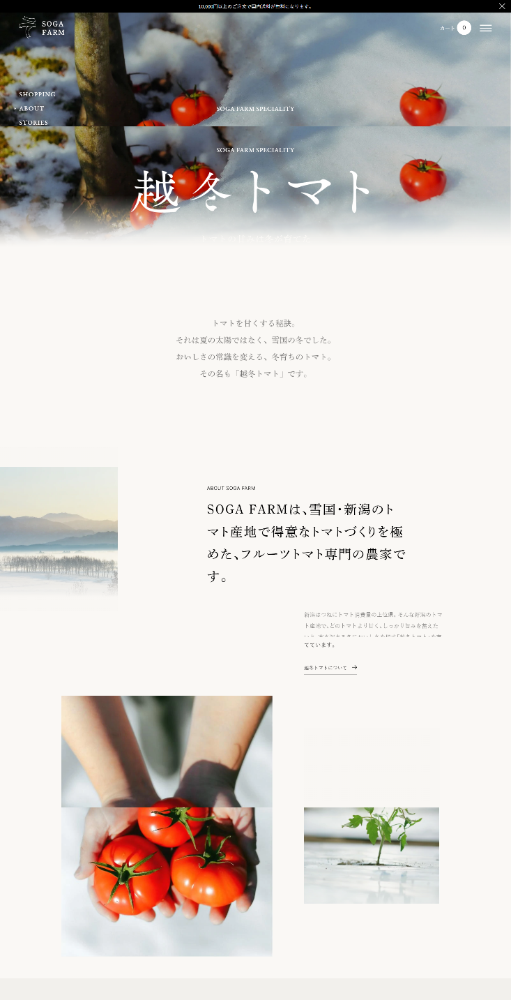 10,000円以上のご注文で国内送料が無料になります。
SOGA
FARM
カート 0
SHOPPING
ABOUT
STORIES
SOGA FARM SPECIALITY
SOGA FARM SPECIALITY
越冬トマト
トマトを甘くする秘訣。
それは夏の太陽ではなく、雪国の冬でした。
おいしさの常識を変える、冬育ちのトマト。
その名も「越冬トマト」です。
ABOUT SOGA FARM
SOGA FARMは、雪国・新潟のト
マト産地で得意なトマトづくりを極
めた、フルーツトマト専門の農家で
す。
新潟はつねにトマト消費量の上位県。そんな新潟のトマ
ト産地で、どのトマトより甘く、しっかり旨みを蓄えた
てています。
越冬トマトについて